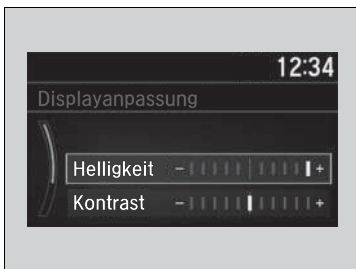 12:34
Displayanpassung
Helligkeit - +
Kontrast - +